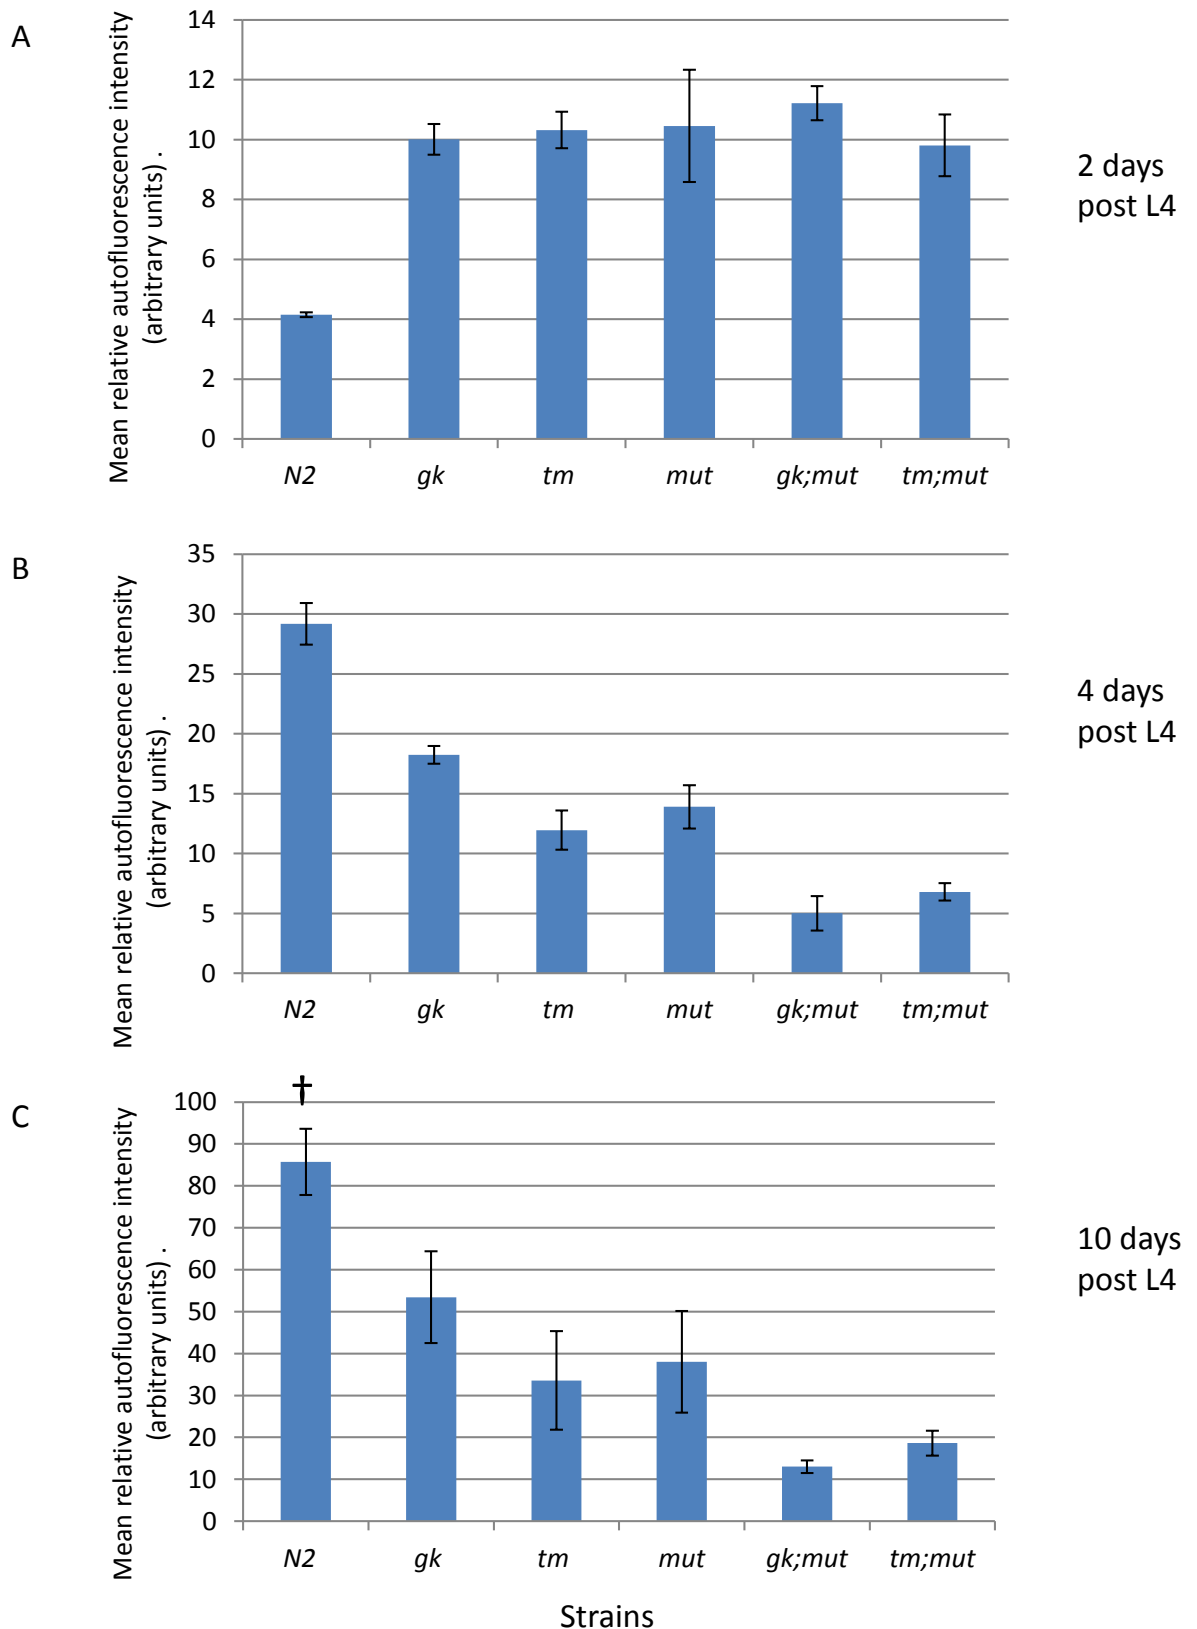 A
Mean relative autofluorescence intensity
(arbitrary units) .
14
12
10
8
6
4
2
0
N2 gk tm mut gk;mut tm;mut
2 days
post L4
B
Mean relative autofluorescence intensity
(arbitrary units) .
35
30
25
20
15
10
5
0
N2 gk tm mut gk;mut tm;mut
4 days
post L4
C
Mean relative autofluorescence intensity
(arbitrary units) .
†
100
90
80
70
60
50
40
30
20
10
0
N2 gk tm mut gk;mut tm;mut
10 days
post L4
Strains